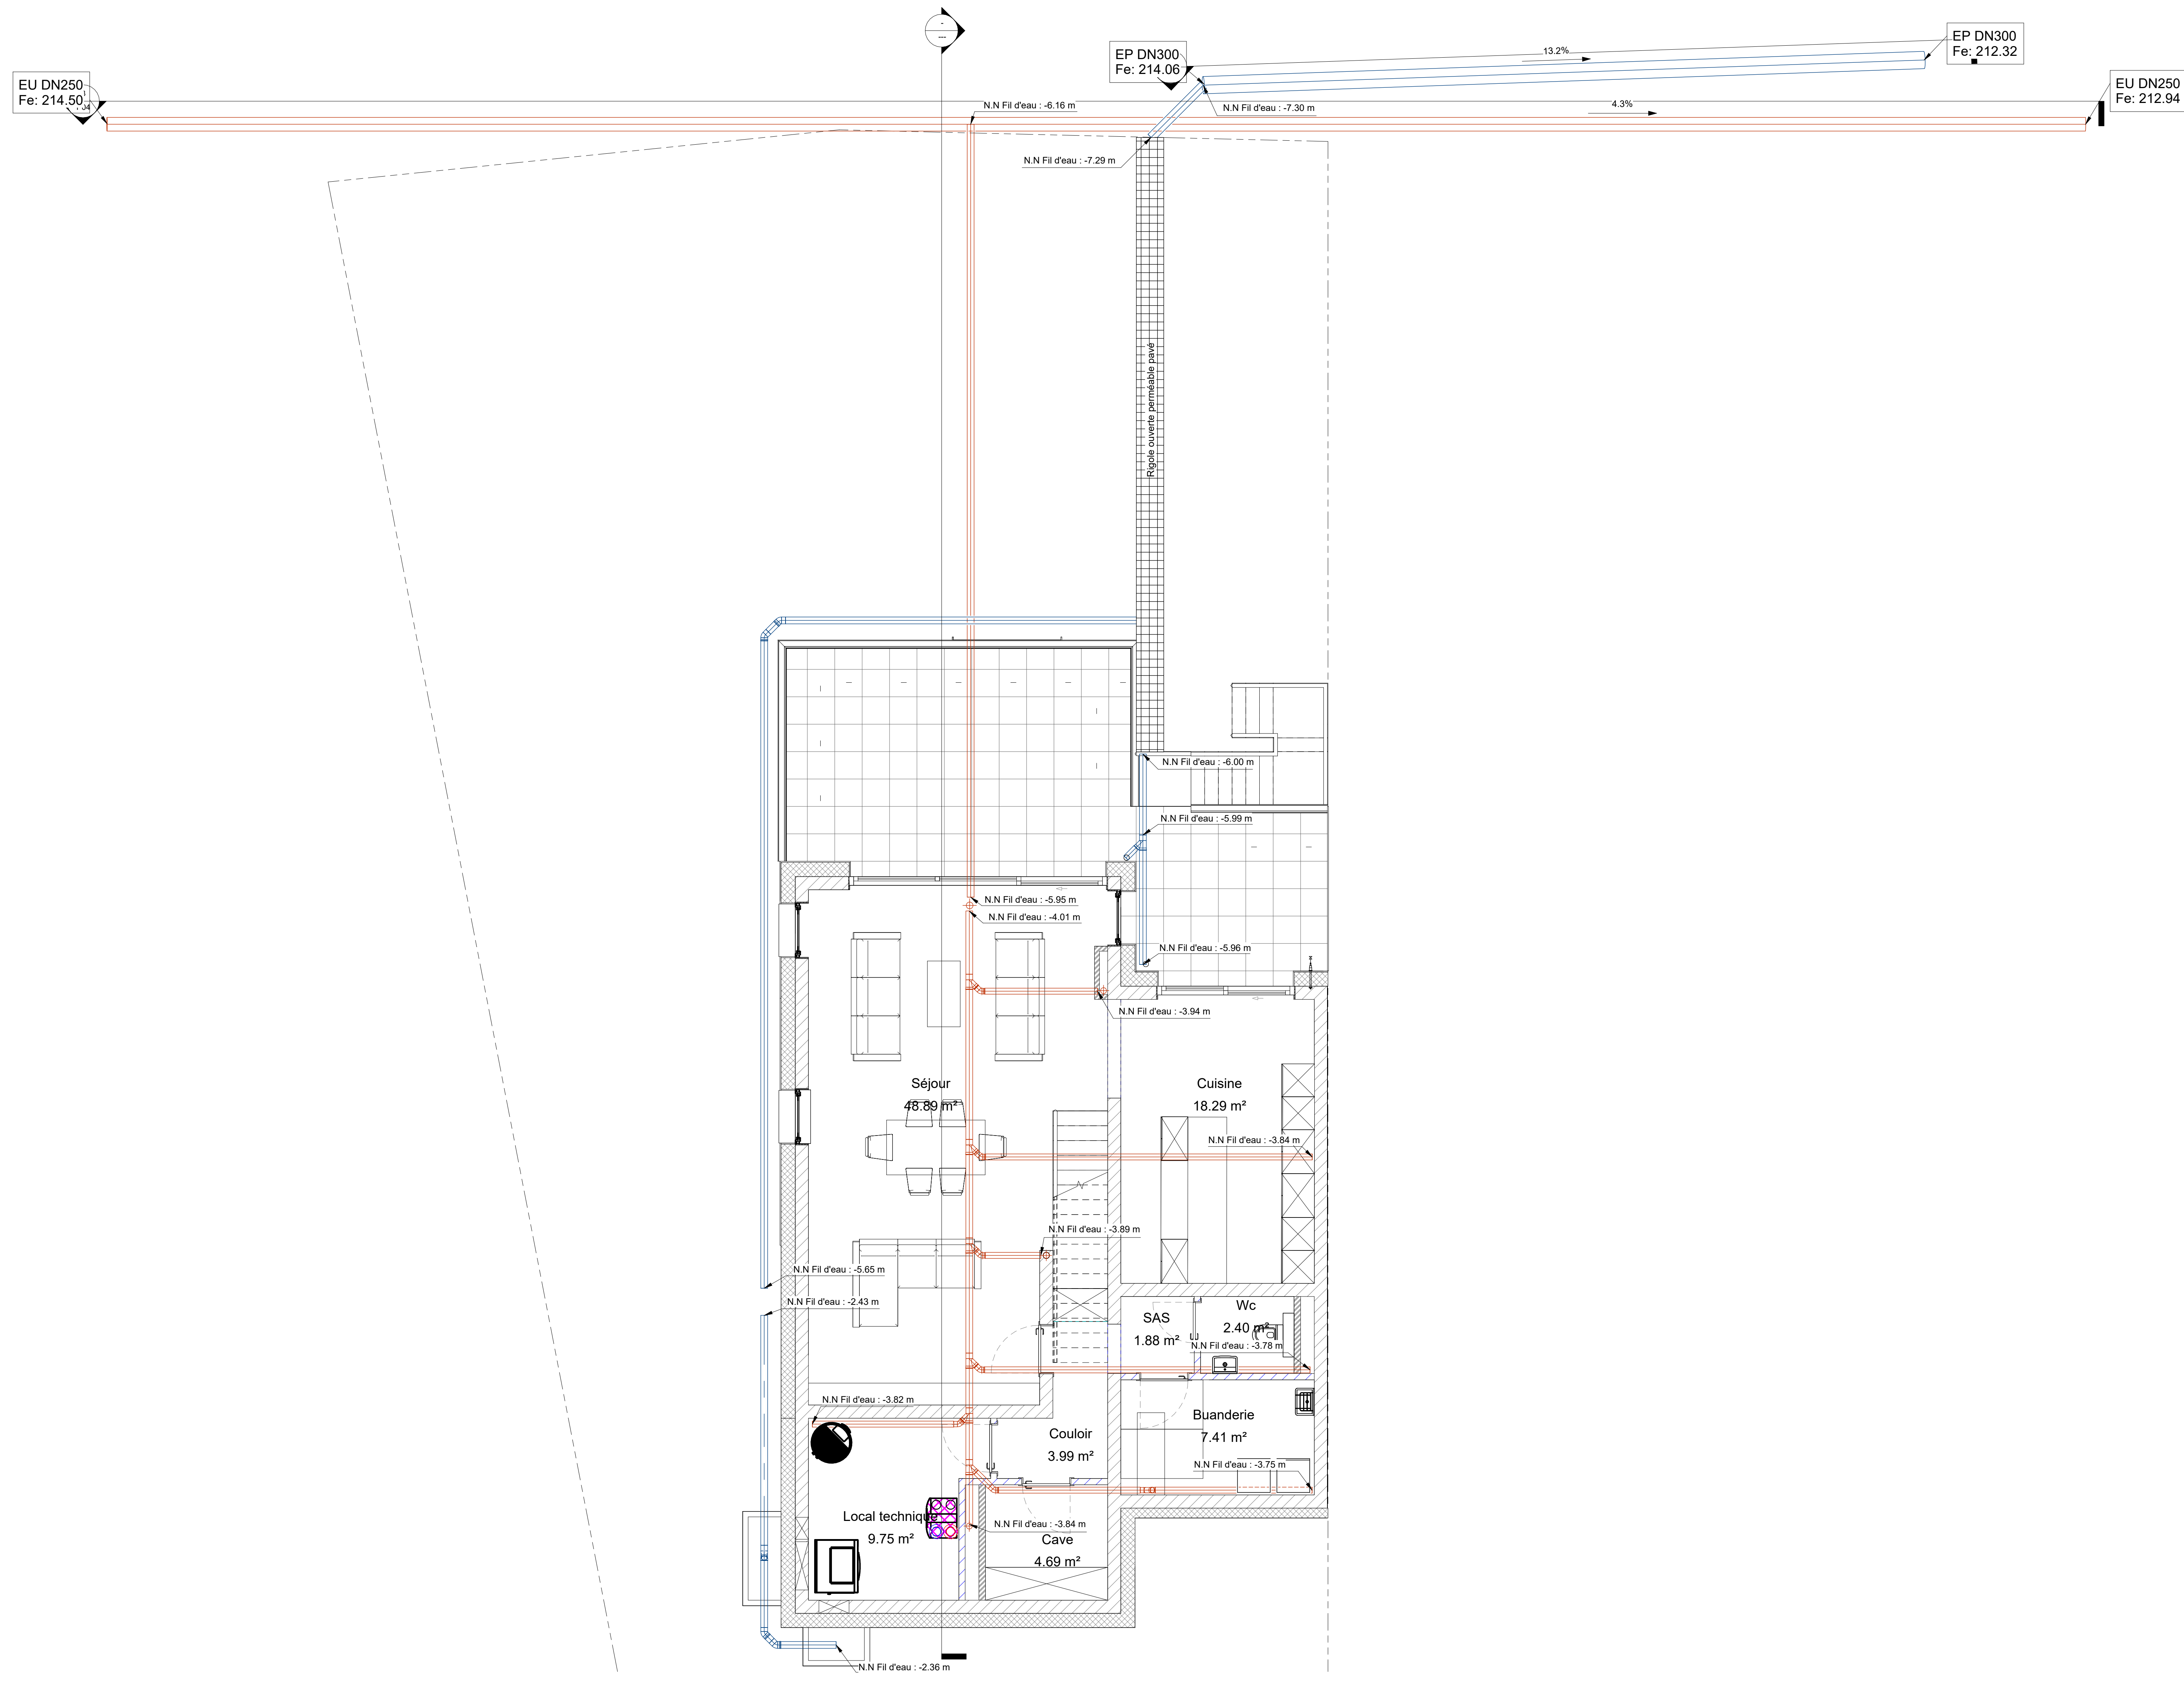 -
---
EP DN300
Fe: 214.06
EP DN300
Fe: 212.32
13.2%
EU DN250
Fe: 214.50
EU DN250
Fe: 212.94
4.3%
N.N Fil d'eau : -6.16 m
N.N Fil d'eau : -7.30 m
N.N Fil d'eau : -7.29 m
Rigole ouverte perméable pavé
N.N Fil d'eau : -6.00 m
N.N Fil d'eau : -5.99 m
N.N Fil d'eau : -5.95 m
N.N Fil d'eau : -4.01 m
N.N Fil d'eau : -5.96 m
N.N Fil d'eau : -3.94 m
Séjour
48.89 m²
Cuisine
18.29 m²
N.N Fil d'eau : -3.84 m
N.N Fil d'eau : -3.89 m
N.N Fil d'eau : -5.65 m
N.N Fil d'eau : -2.43 m
SAS
1.88 m²
Wc
2.40 m²
N.N Fil d'eau : -3.78 m
N.N Fil d'eau : -3.82 m
Buanderie
7.41 m²
Couloir
3.99 m²
N.N Fil d'eau : -3.75 m
Local technique
9.75 m²
N.N Fil d'eau : -3.84 m
Cave
4.69 m²
N.N Fil d'eau : -2.36 m